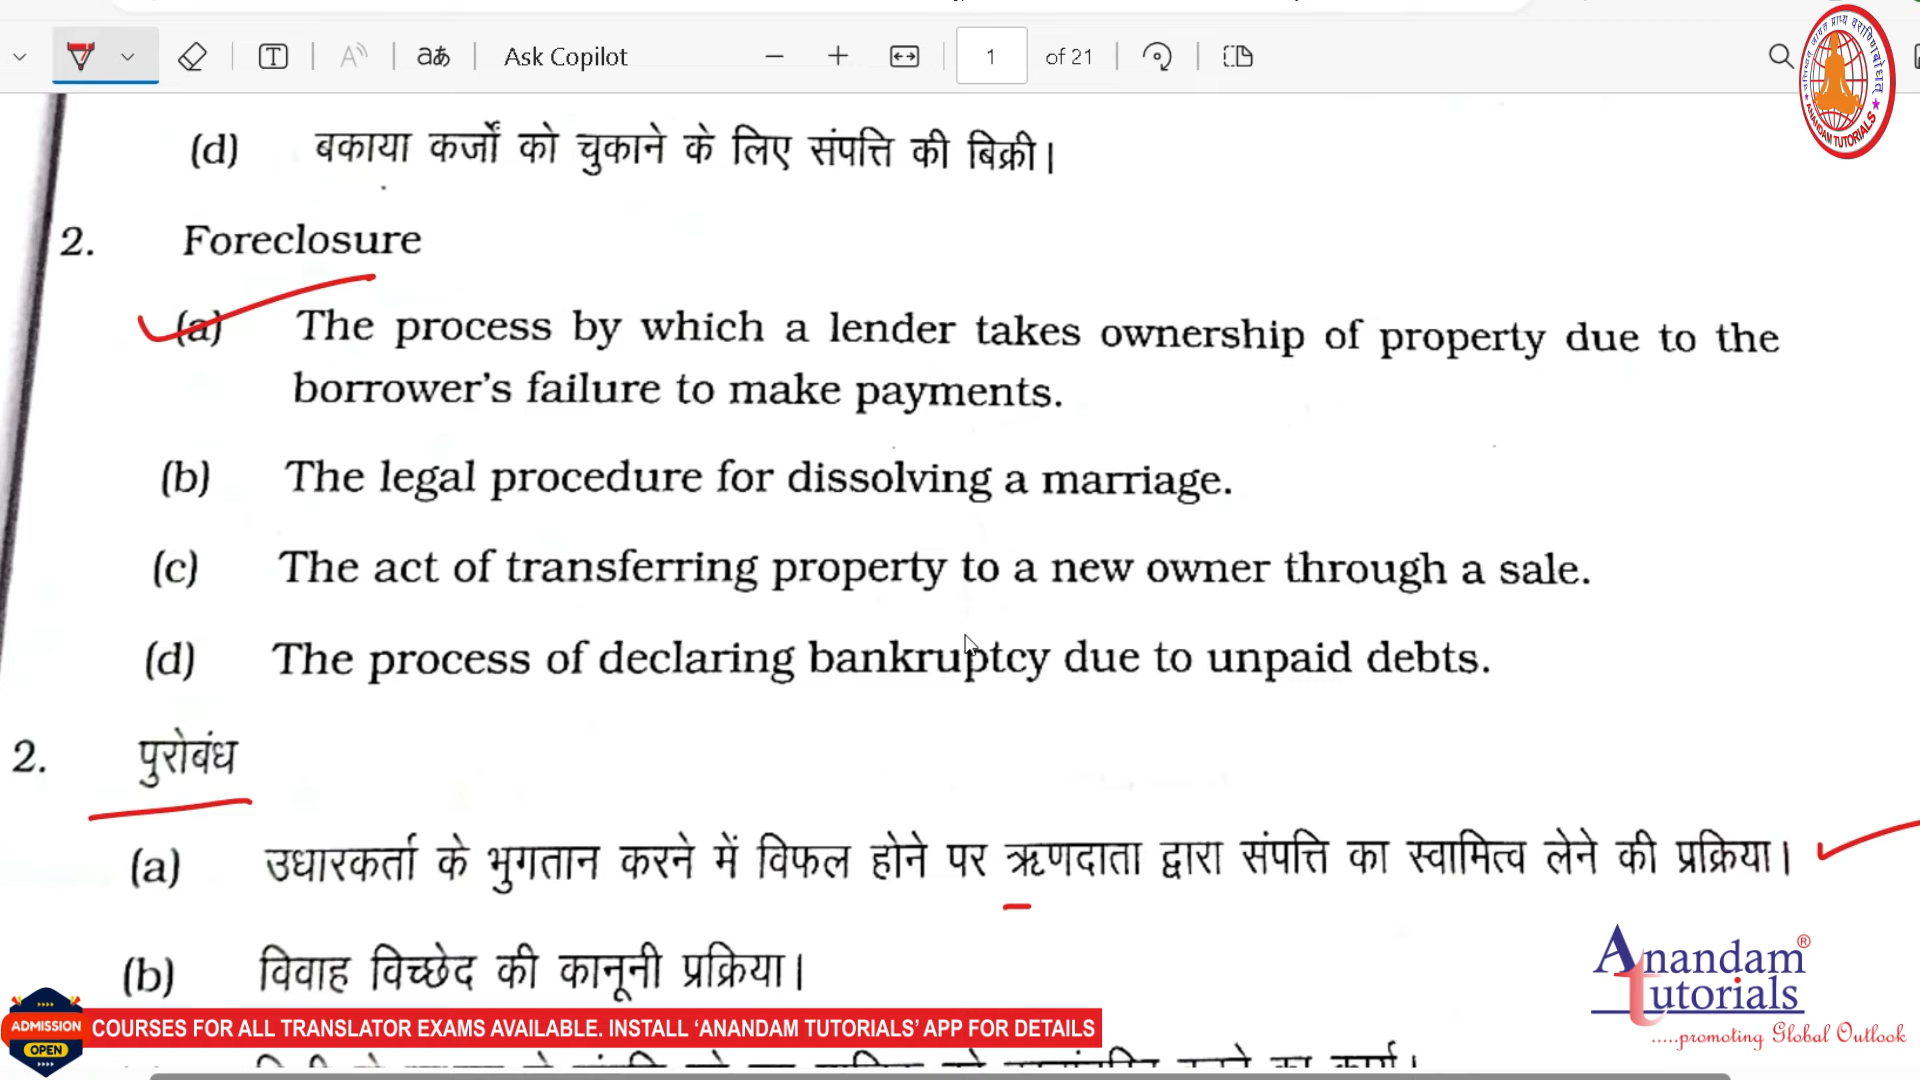 Ask Copilot
1 of 21
(d) बकाया कर्जों को चुकाने के लिए संपत्ति की बिक्री।
2. Foreclosure
(a) The process by which a lender takes ownership of property due to the
borrower's failure to make payments.
(b) The legal procedure for dissolving a marriage.
(c) The act of transferring property to a new owner through a sale.
(d) The process of declaring bankruptcy due to unpaid debts.
2. पुरोबंध
(a) उधारकर्ता के भुगतान करने में विफल होने पर ऋणदाता द्वारा संपत्ति का स्वामित्व लेने की प्रक्रिया।
(b) विवाह विच्छेद की कानूनी प्रक्रिया।
Anandam®
Tutorials
.....promoting Global Outlook
ADMISSION
OPEN
COURSES FOR ALL TRANSLATOR EXAMS AVAILABLE. INSTALL ‘ANANDAM TUTORIALS’ APP FOR DETAILS
ANANDAM TUTORIALS